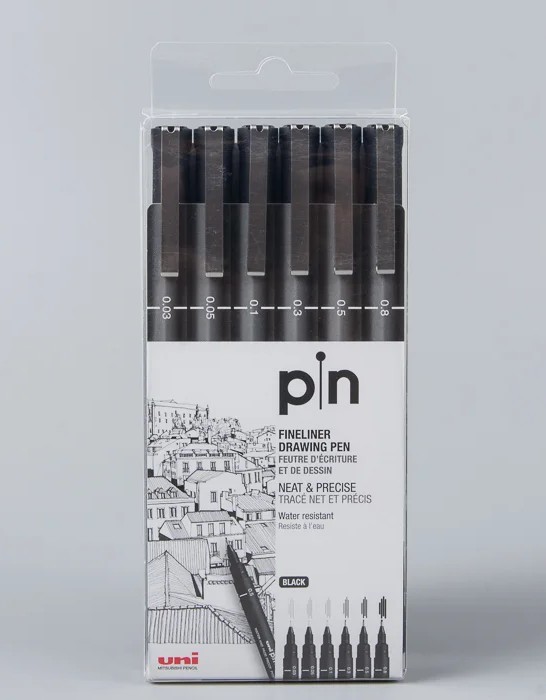 0.03 0.05 0.1 0.3 0.5 0.8
pin
FINELINER
DRAWING PEN
FEUTRE D'ÉCRITURE
ET DE DESSIN
NEAT & PRECISE
TRACÉ NET ET PRÉCIS
Water resistant
Resiste à l'eau
BLACK
uni
MITSUBISHI PENCIL